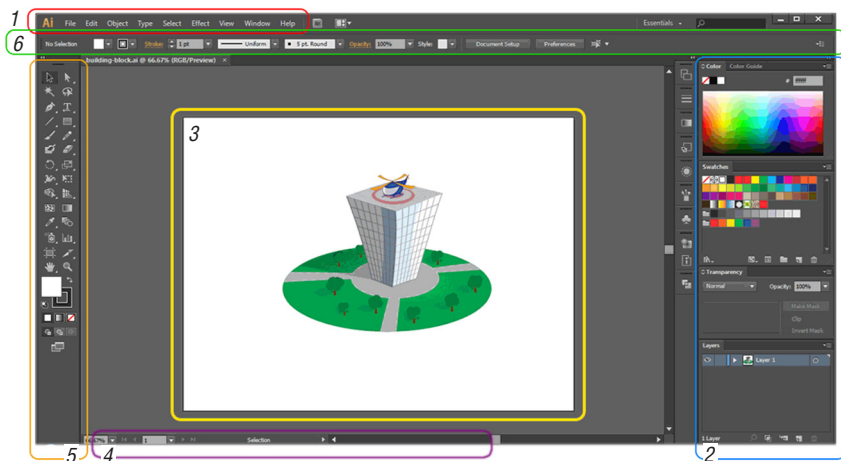 1
Ai File Edit Object Type Select Effect View Window Help Essentials
6
No Selection Stroke: 1 pt Uniform 5 pt. Round Opacity: 100% Style: Document Setup Preferences
building-block.ai @ 66.67% (RGB/Preview) ×
Color Color Guide
# ffffff
3
Swatches
Transparency
Normal Opacity: 100%
Make Mask
Clip
Invert Mask
Layers
Layer 1
1 Selection
1 Layer
5 4 2